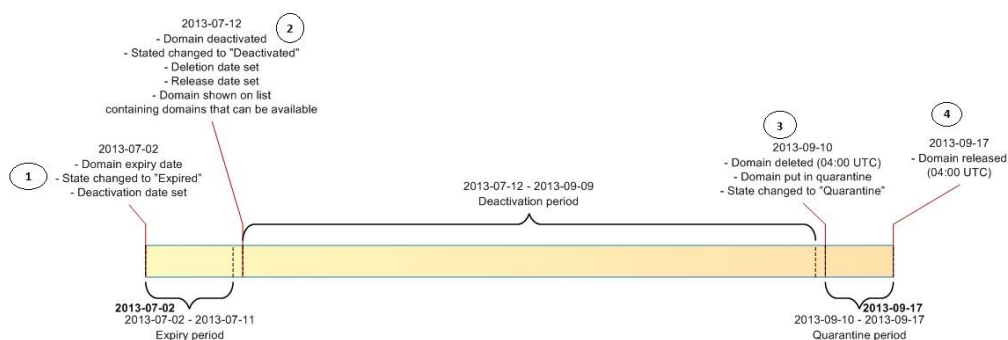 1
2013-07-02
- Domain expiry date
- State changed to "Expired"
- Deactivation date set
2
2013-07-12
- Domain deactivated
- Stated changed to "Deactivated"
- Deletion date set
- Release date set
- Domain shown on list
containing domains that can be available
2013-07-12 - 2013-09-09
Deactivation period
3
2013-09-10
- Domain deleted (04:00 UTC)
- Domain put in quarantine
- State changed to "Quarantine"
4
2013-09-17
- Domain released
(04:00 UTC)
2013-07-02
2013-07-02 - 2013-07-11
Expiry period
2013-09-17
2013-09-10 - 2013-09-17
Quarantine period